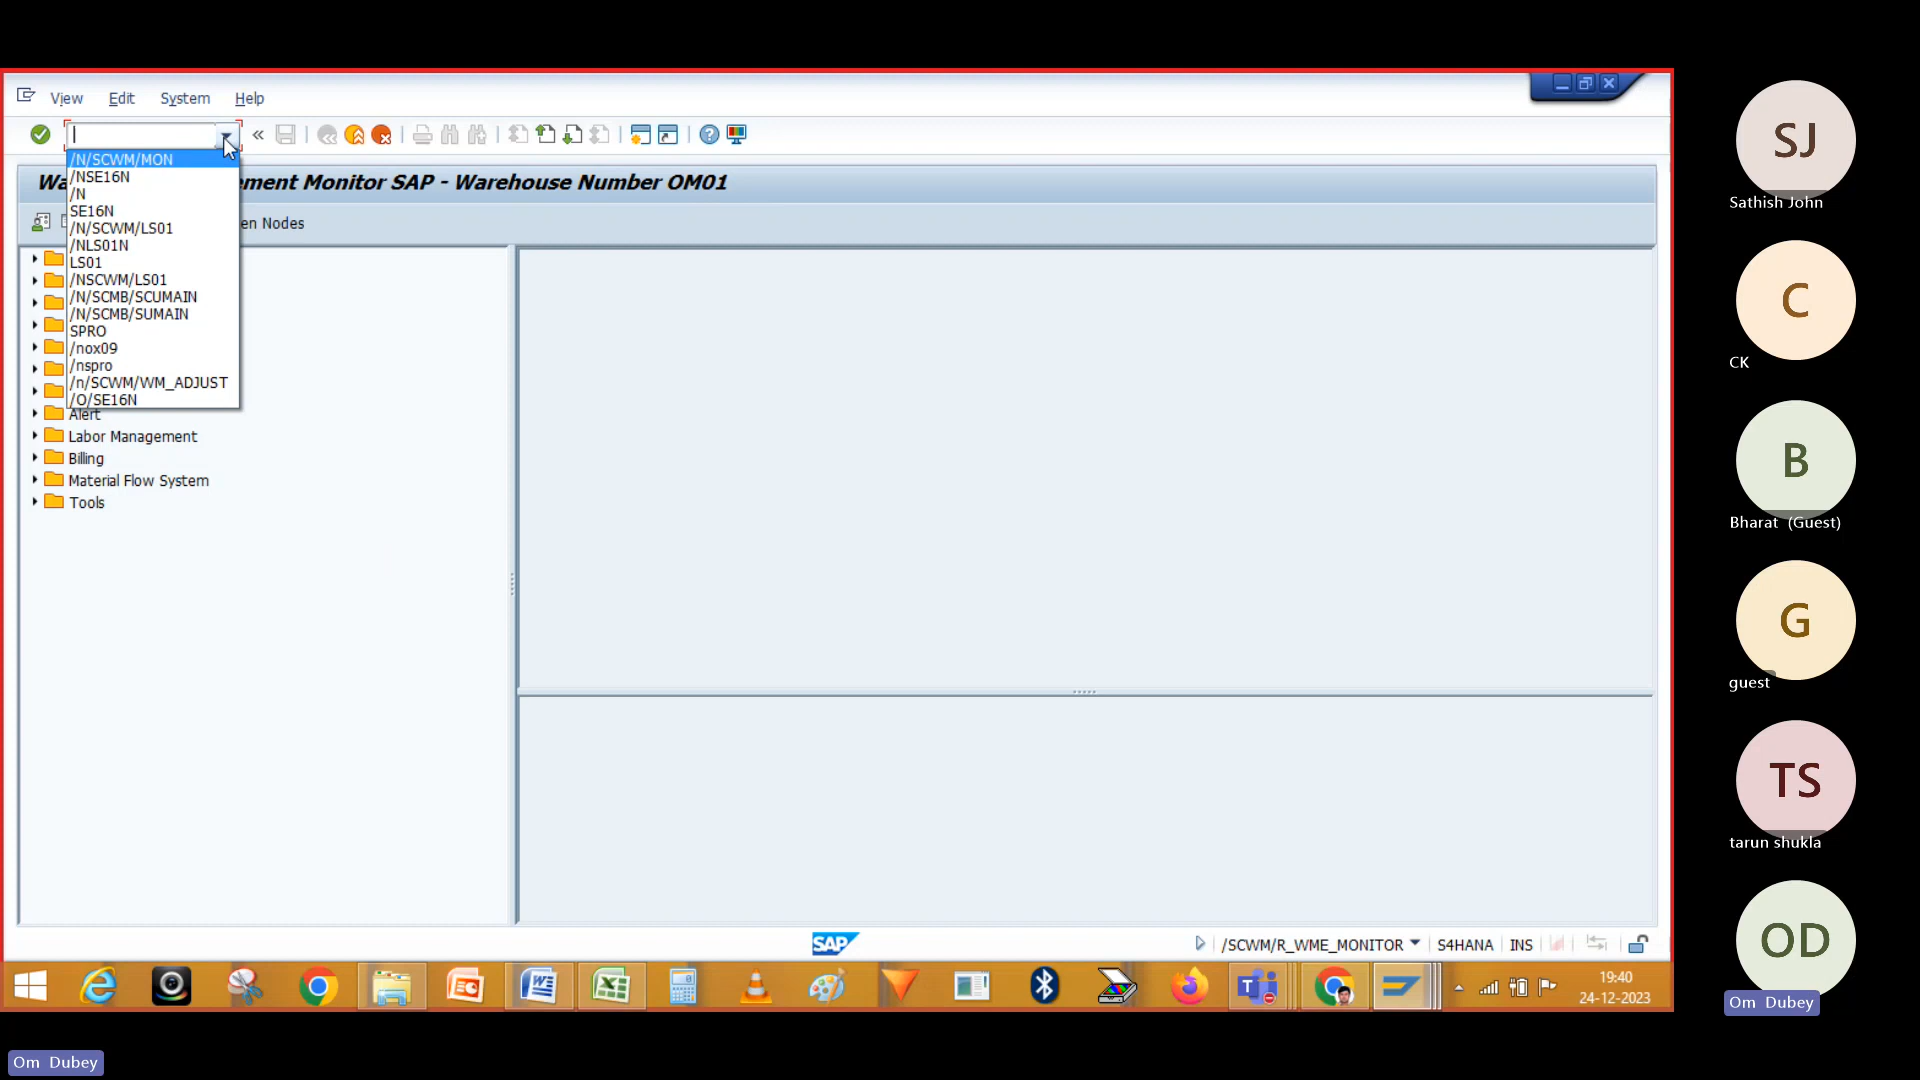 View Edit System Help
/N/SCWM/MON
/NSE16N
/N
SE16N
/N/SCWM/LS01
/NLS01N
LS01
/NSCWM/LS01
/N/SCMB/SCUMAIN
/N/SCMB/SUMAIN
SPRO
/nox09
/nspro
/n/SCWM/WM_ADJUST
/O/SE16N
Wa ement Monitor SAP - Warehouse Number OM01
en Nodes
Alert
Labor Management
Billing
Material Flow System
Tools
SAP
/SCWM/R_WME_MONITOR S4HANA INS
19:40
24-12-2023
SJ
Sathish John
C
CK
B
Bharat (Guest)
G
guest
TS
tarun shukla
OD
Om Dubey
Om Dubey